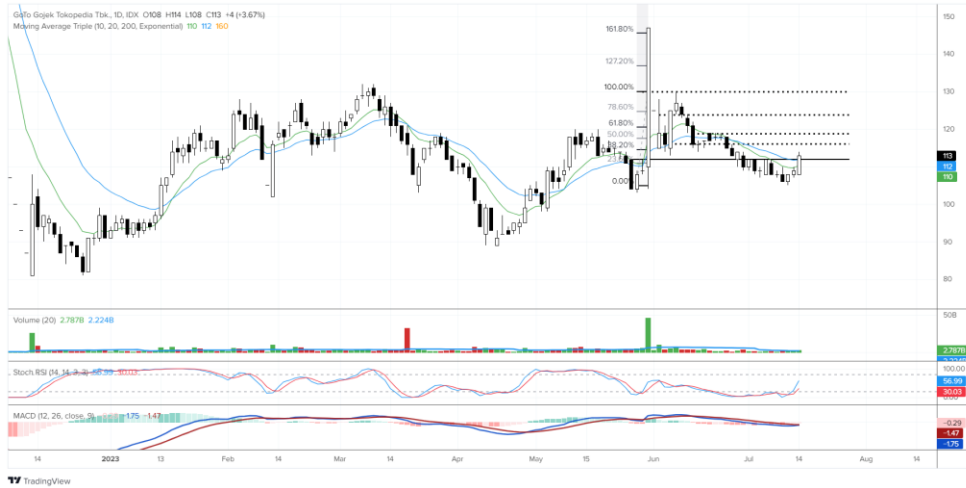 GoTo Gojek Tokopedia Tbk., 1D, IDX O108 H114 L108 C113 +4 (+3.67%)
Moving Average Triple (10, 20, 200, Exponential) 110 112 160
161.80%
127.20%
100.00%
78.60%
61.80%
50.00%
38.20%
0.00%
150
140
130
120
113
112
110
100
90
80
Volume (20) 2.787B 2.224B
50B
2.787B
Stoch RSI (14, 14, 3, 3) 56.99 30.03
100.00
56.99
30.03
MACD (12, 26, close, 9) -1.75 -1.47
-0.29
-1.47
-1.75
14 2023 13 Feb 14 Mar 14 Apr May 15 Jun Jul 14 Aug 14
TradingView